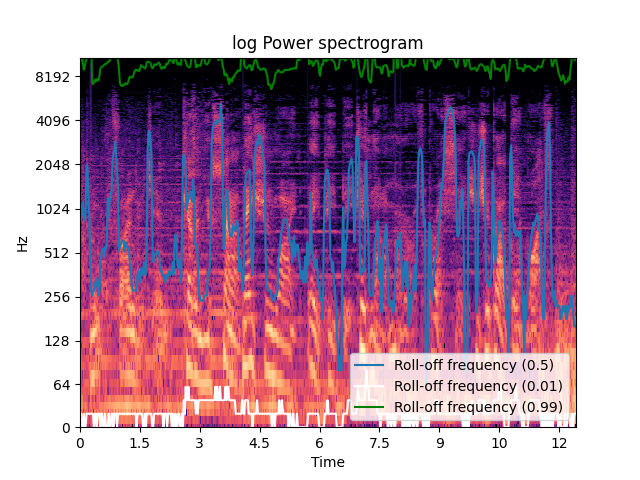 log Power spectrogram
8192
4096
2048
1024
512
256
128
64
0
Hz
Roll-off frequency (0.5)
Roll-off frequency (0.01)
Roll-off frequency (0.99)
0 1.5 3 4.5 6 7.5 9 10 12
Time